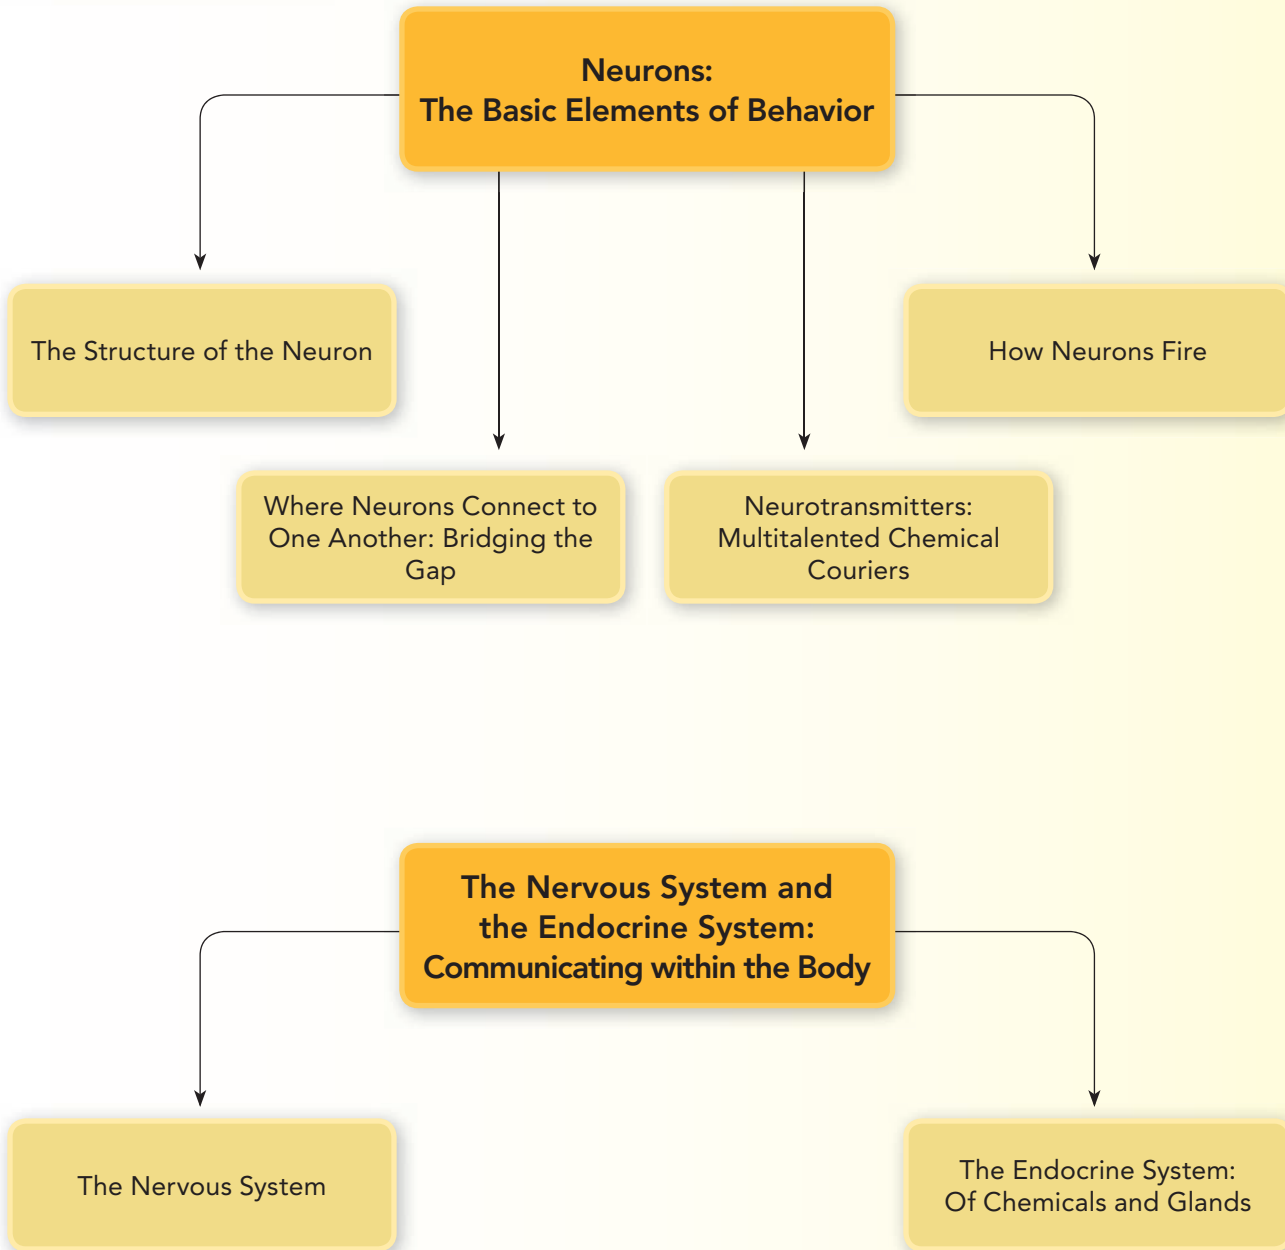 Neurons:
The Basic Elements of Behavior
The Structure of the Neuron
How Neurons Fire
Where Neurons Connect to
One Another: Bridging the
Gap
Neurotransmitters:
Multitalented Chemical
Couriers
The Nervous System and
the Endocrine System:
Communicating within the Body
The Nervous System
The Endocrine System:
Of Chemicals and Glands